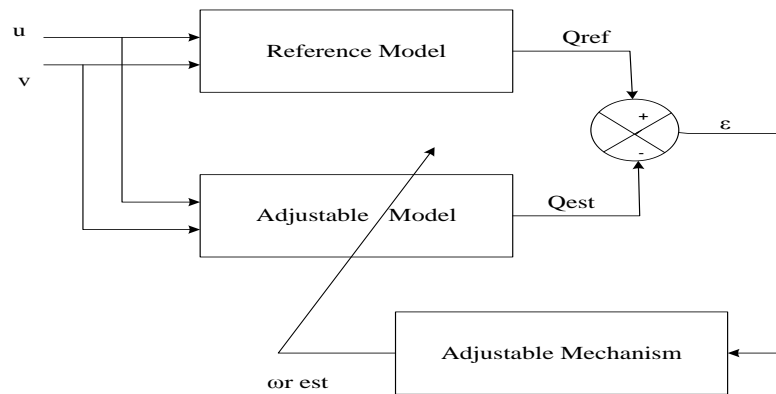 u
v
Reference Model
Qref
+
-
ε
Adjustable Model
Qest
Adjustable Mechanism
ωr est